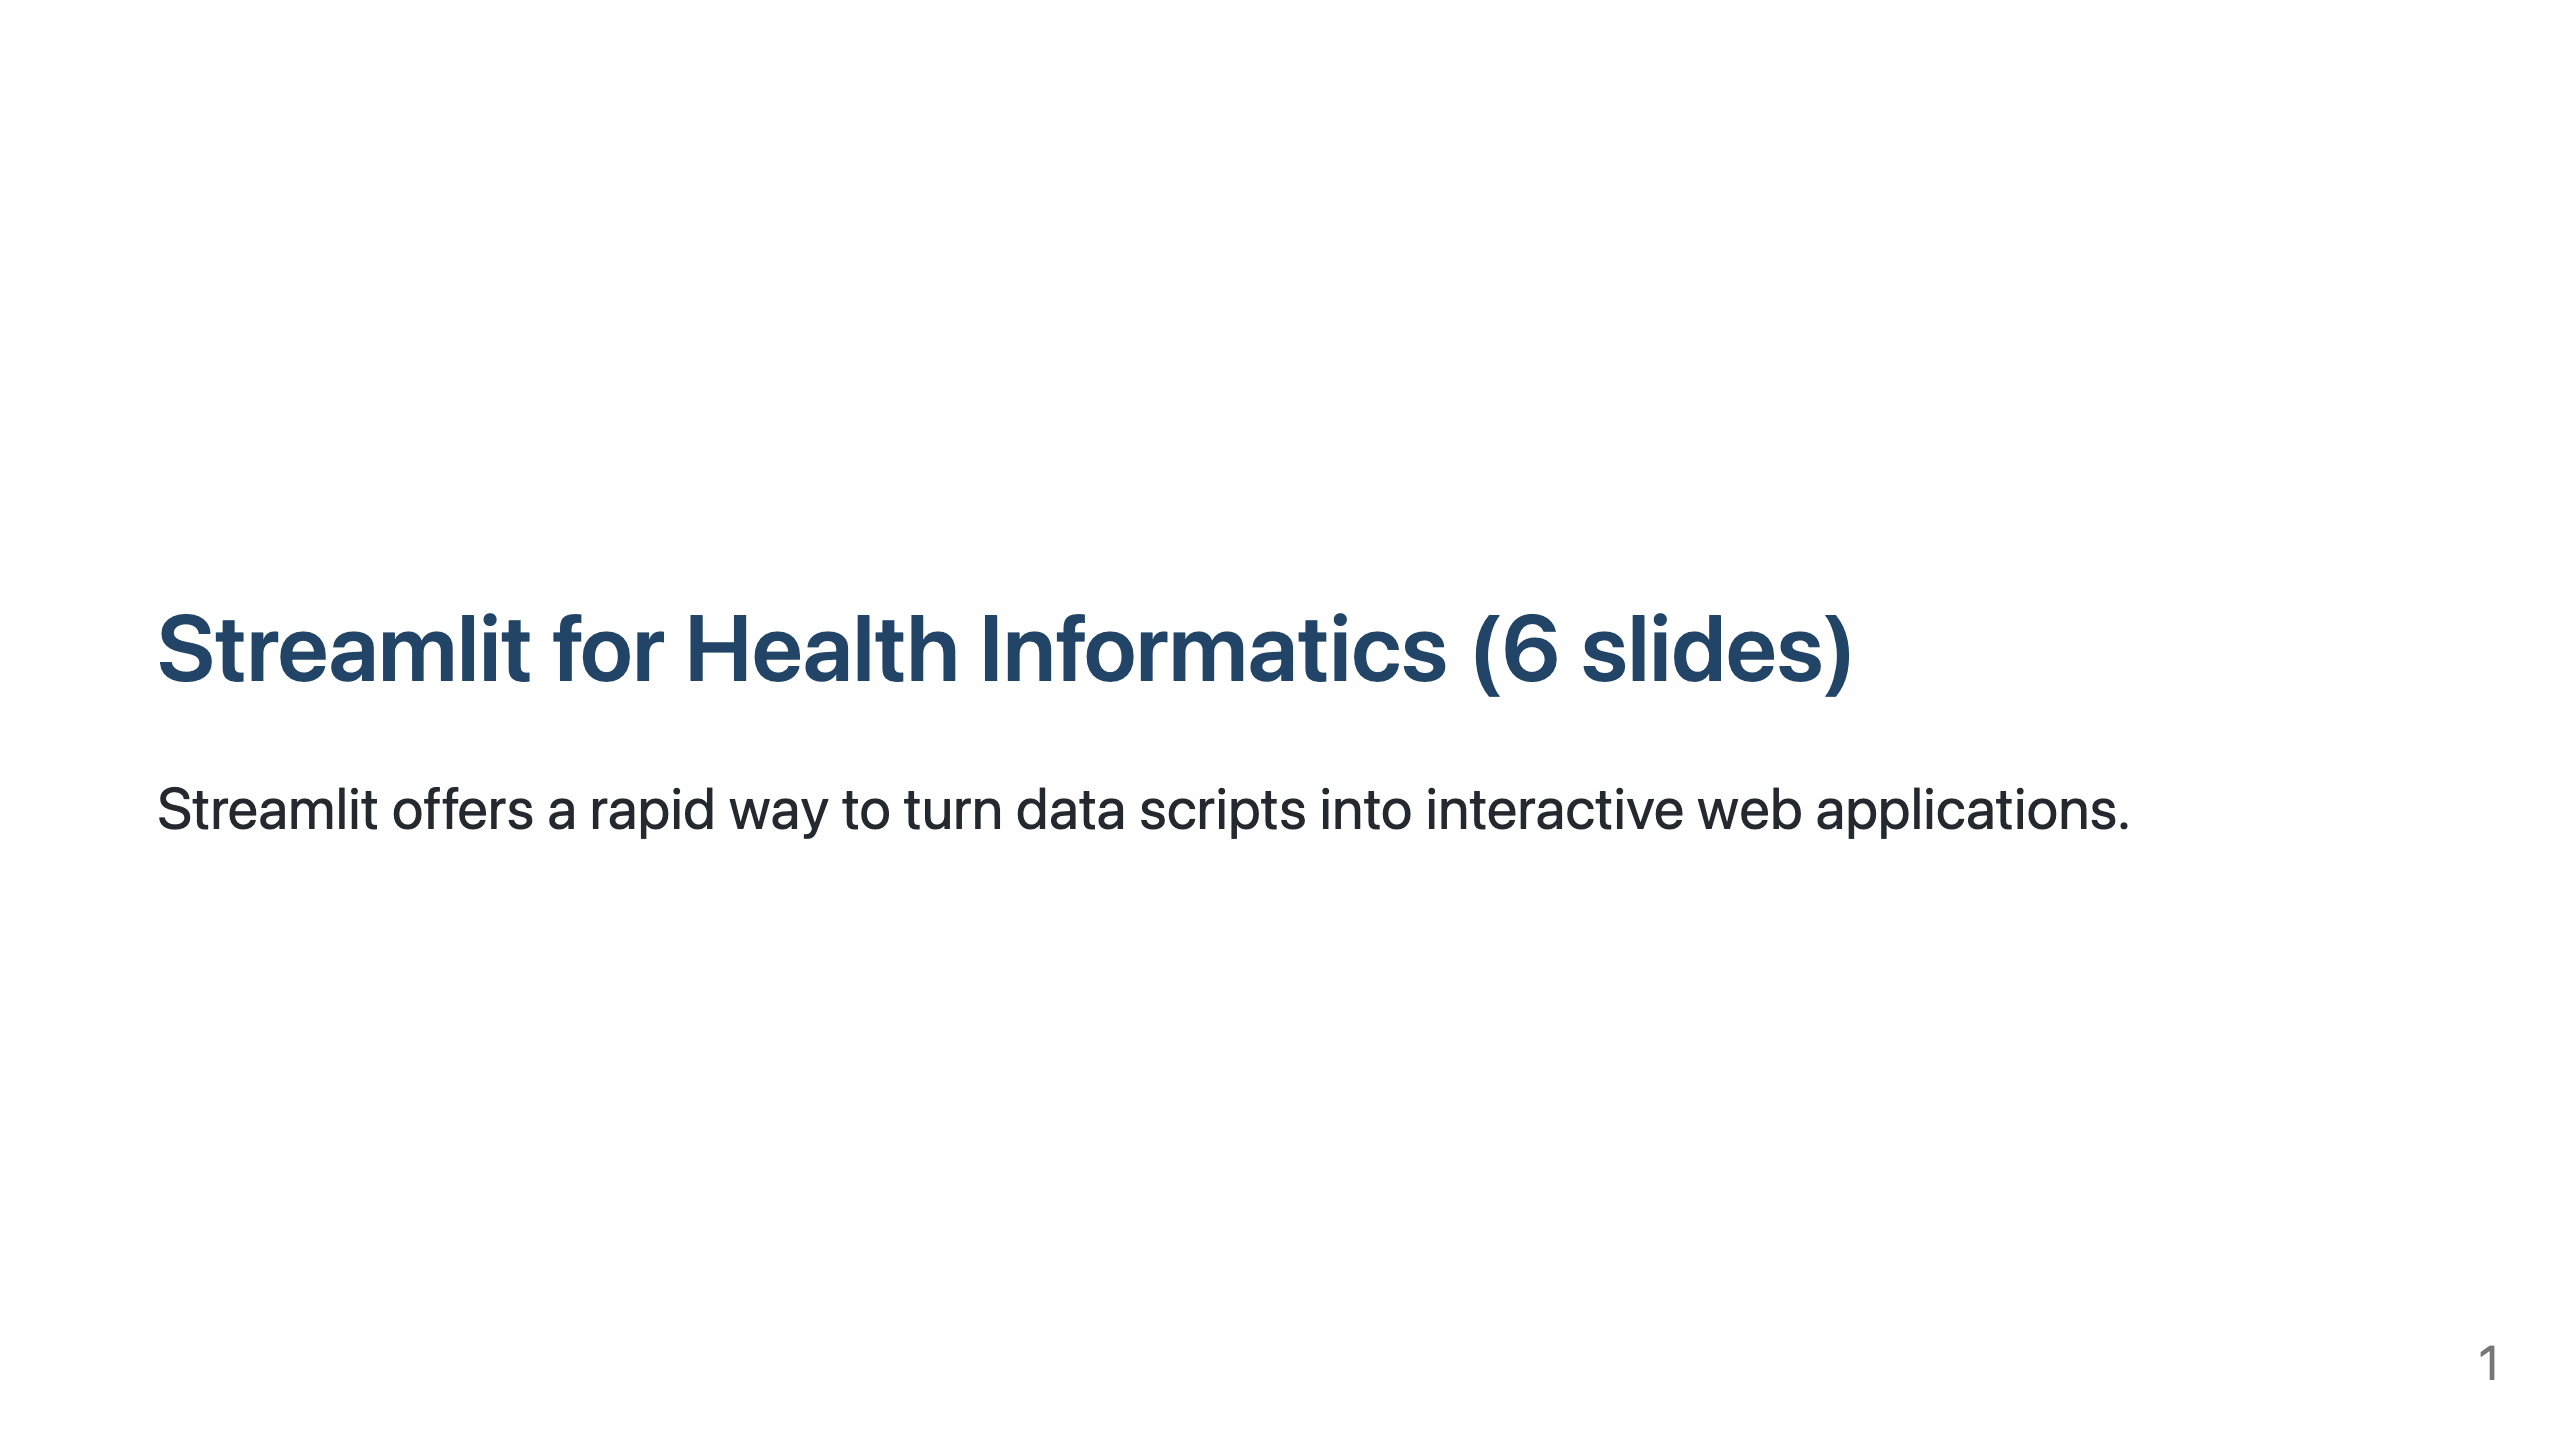 Streamlit for Health Informatics (6 slides)
Streamlit offers a rapid way to turn data scripts into interactive web applications.
1